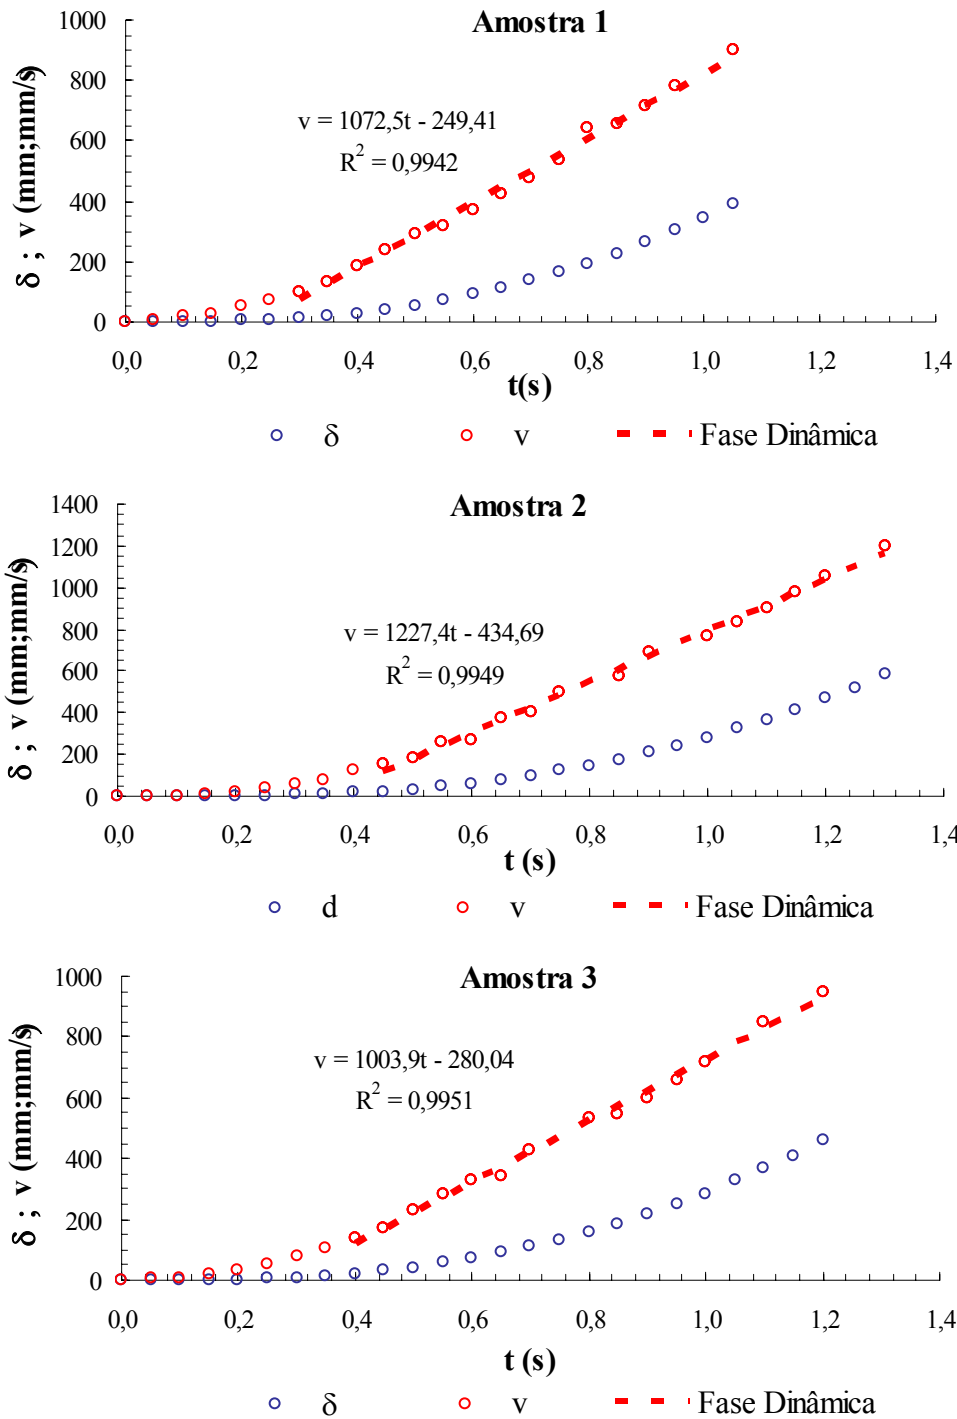 Amostra 1
1000
800
600
400
200
0
δ ; v (mm;mm/s)
v = 1072,5t - 249,41
R² = 0,9942
0,0 0,2 0,4 0,6 0,8 1,0 1,2 1,4
t(s)
δ v Fase Dinâmica
Amostra 2
1400
1200
1000
800
600
400
200
0
δ ; v (mm;mm/s)
v = 1227,4t - 434,69
R² = 0,9949
0,0 0,2 0,4 0,6 0,8 1,0 1,2 1,4
t (s)
d v Fase Dinâmica
Amostra 3
1000
800
600
400
200
0
δ ; v (mm;mm/s)
v = 1003,9t - 280,04
R² = 0,9951
0,0 0,2 0,4 0,6 0,8 1,0 1,2 1,4
t (s)
δ v Fase Dinâmica